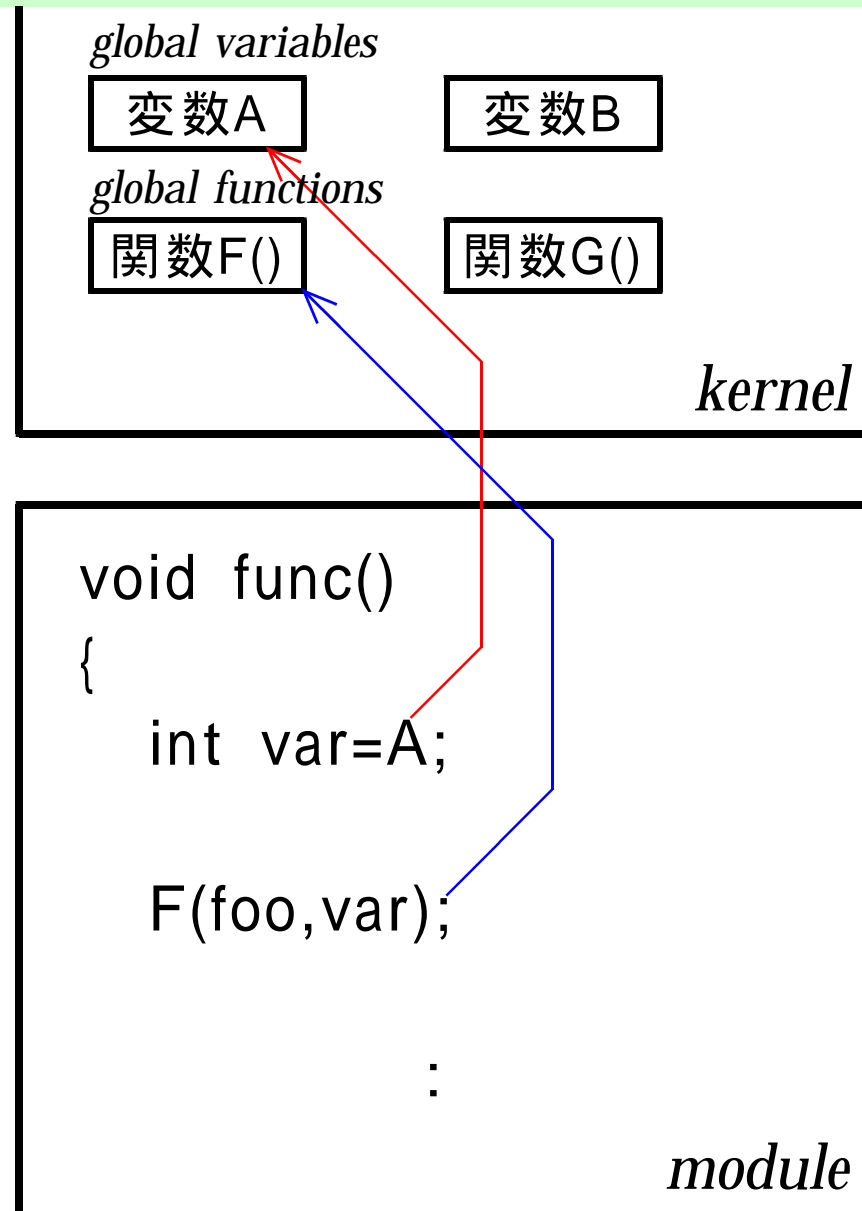 global variables
変数A 変数B
global functions
関数F() 関数G()
kernel
void func()
{
int var=A;
F(foo,var);
:
module